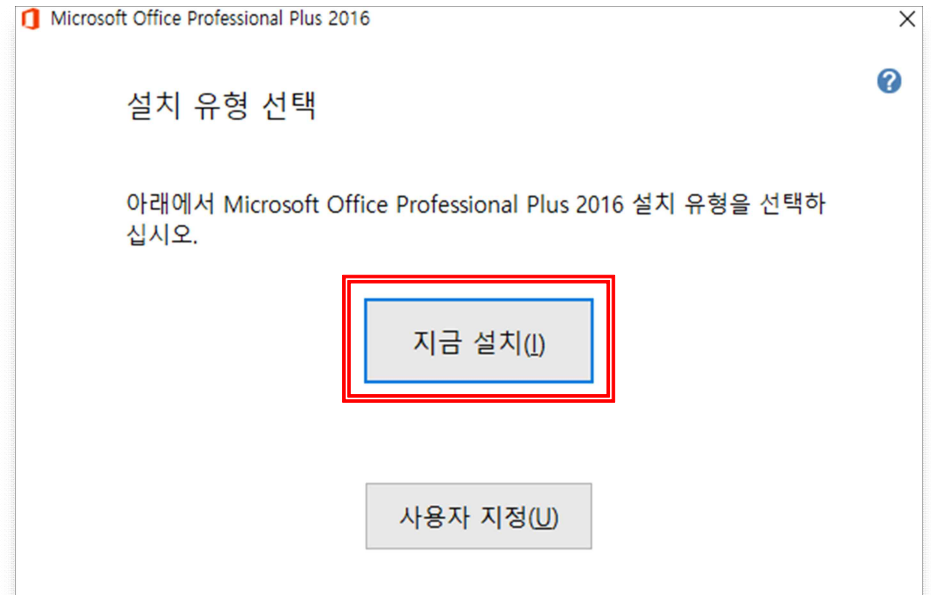 Microsoft Office Professional Plus 2016
설치 유형 선택
아래에서 Microsoft Office Professional Plus 2016 설치 유형을 선택하
십시오.
지금 설치(I)
사용자 지정(U)